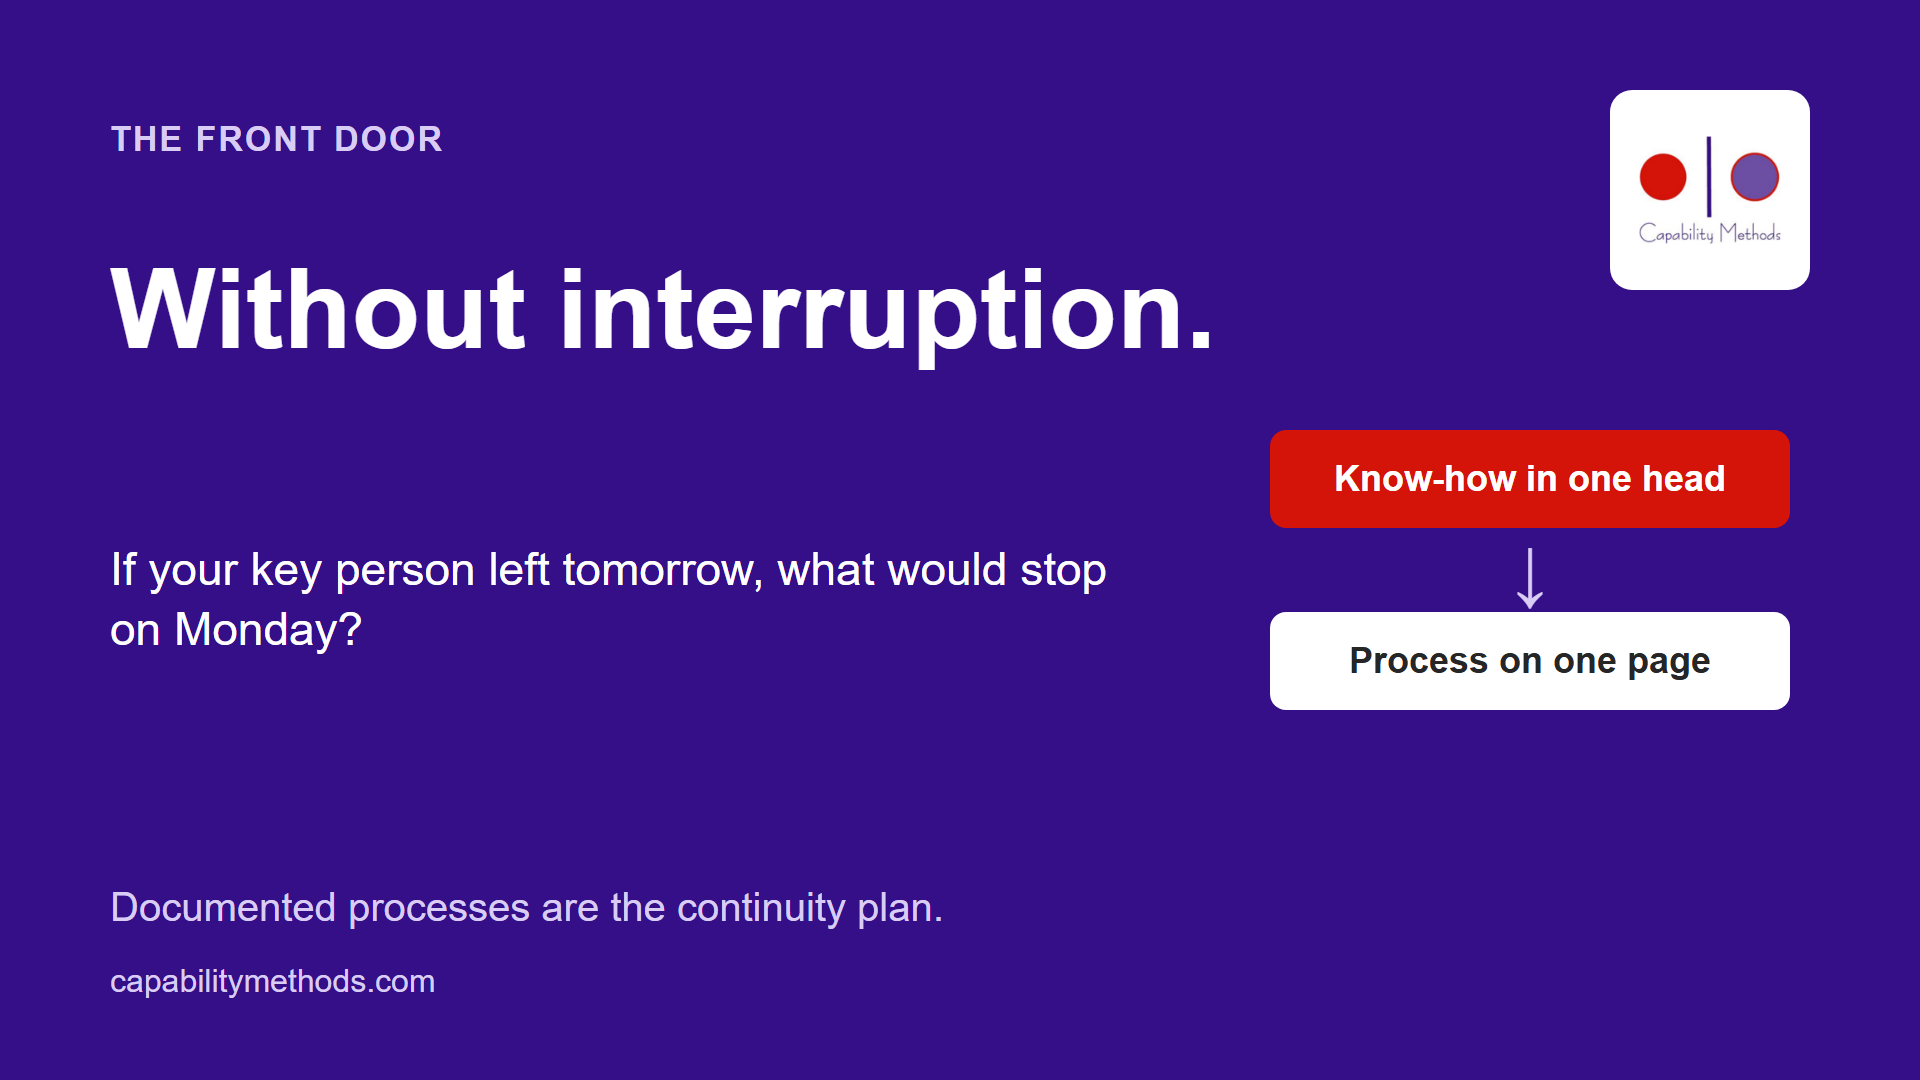 THE FRONT DOOR
Capability Methods
Without interruption.
Know-how in one head
If your key person left tomorrow, what would stop
on Monday?
Process on one page
Documented processes are the continuity plan.
capabilitymethods.com